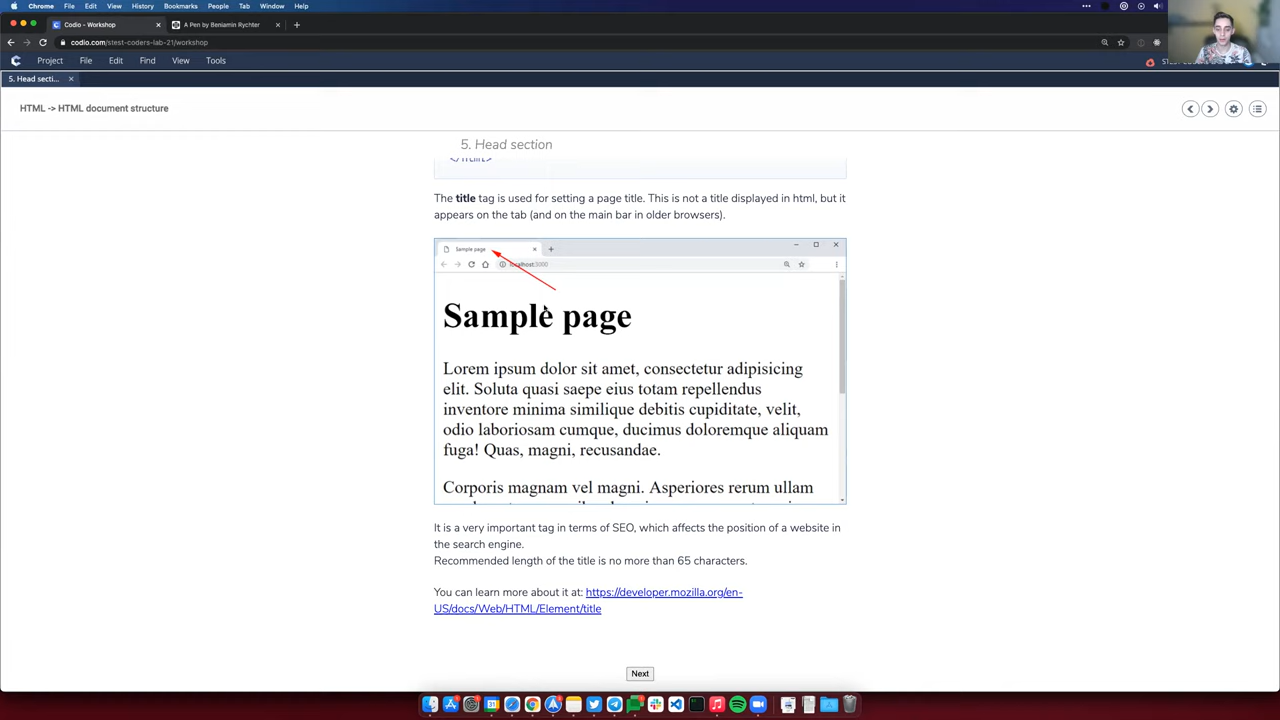 Chrome File Edit View History Bookmarks People Tab Window Help
Codio - Workshop
A Pen by Beniamin Rychter
codio.com/stest-coders-lab-21/workshop
Project File Edit Find View Tools
5. Head secti...
HTML -> HTML document structure
5. Head section
</html>
The title tag is used for setting a page title. This is not a title displayed in html, but it
appears on the tab (and on the main bar in older browsers).
Sample page
localhost:3000
Sample page
Lorem ipsum dolor sit amet, consectetur adipisicing
elit. Soluta quasi saepe eius totam repellendus
inventore minima similique debitis cupiditate, velit,
odio laboriosam cumque, ducimus doloremque aliquam
fuga! Quas, magni, recusandae.
Corporis magnam vel magni. Asperiores rerum ullam
It is a very important tag in terms of SEO, which affects the position of a website in
the search engine.
Recommended length of the title is no more than 65 characters.
You can learn more about it at: https://developer.mozilla.org/en-
US/docs/Web/HTML/Element/title
Next